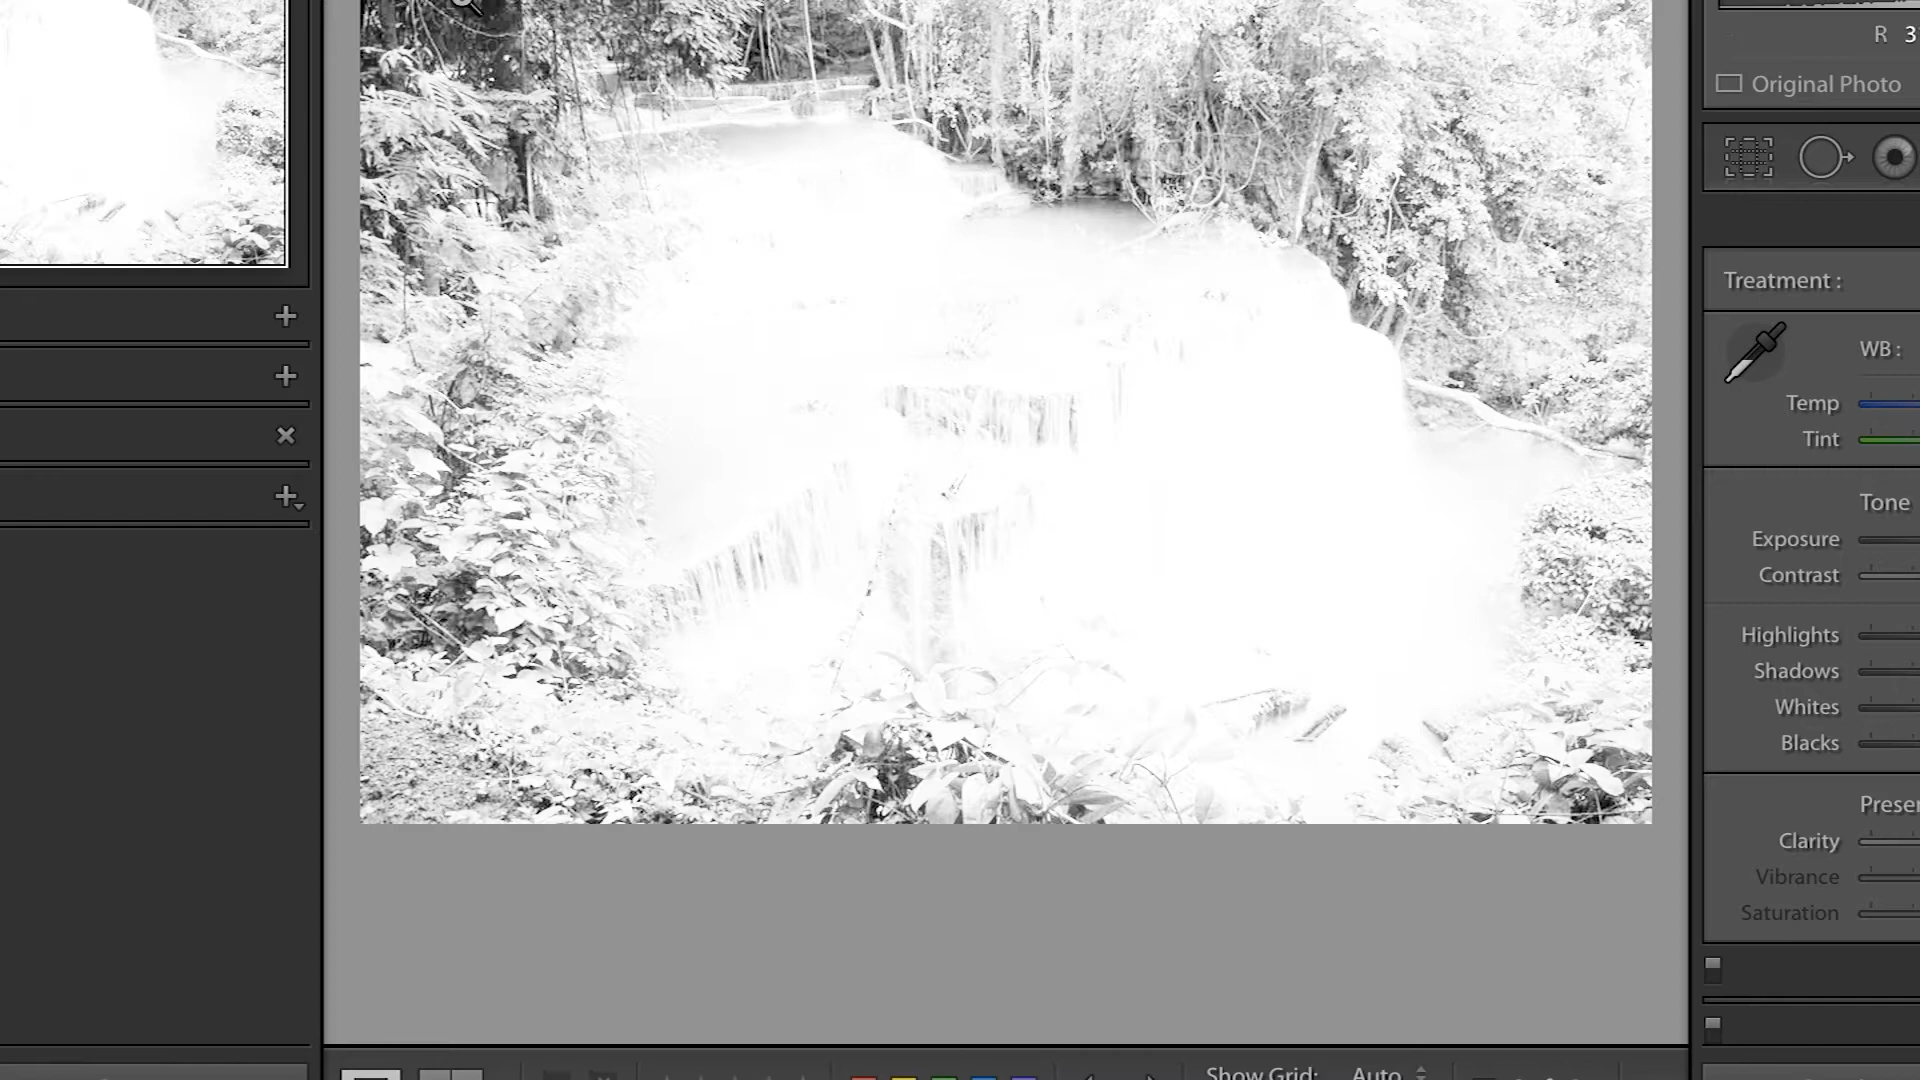 R 3
Original Photo
Treatment :
WB :
Temp
Tint
Tone
Exposure
Contrast
Highlights
Shadows
Whites
Blacks
Clarity
Vibrance
Saturation
Show Grid: Auto